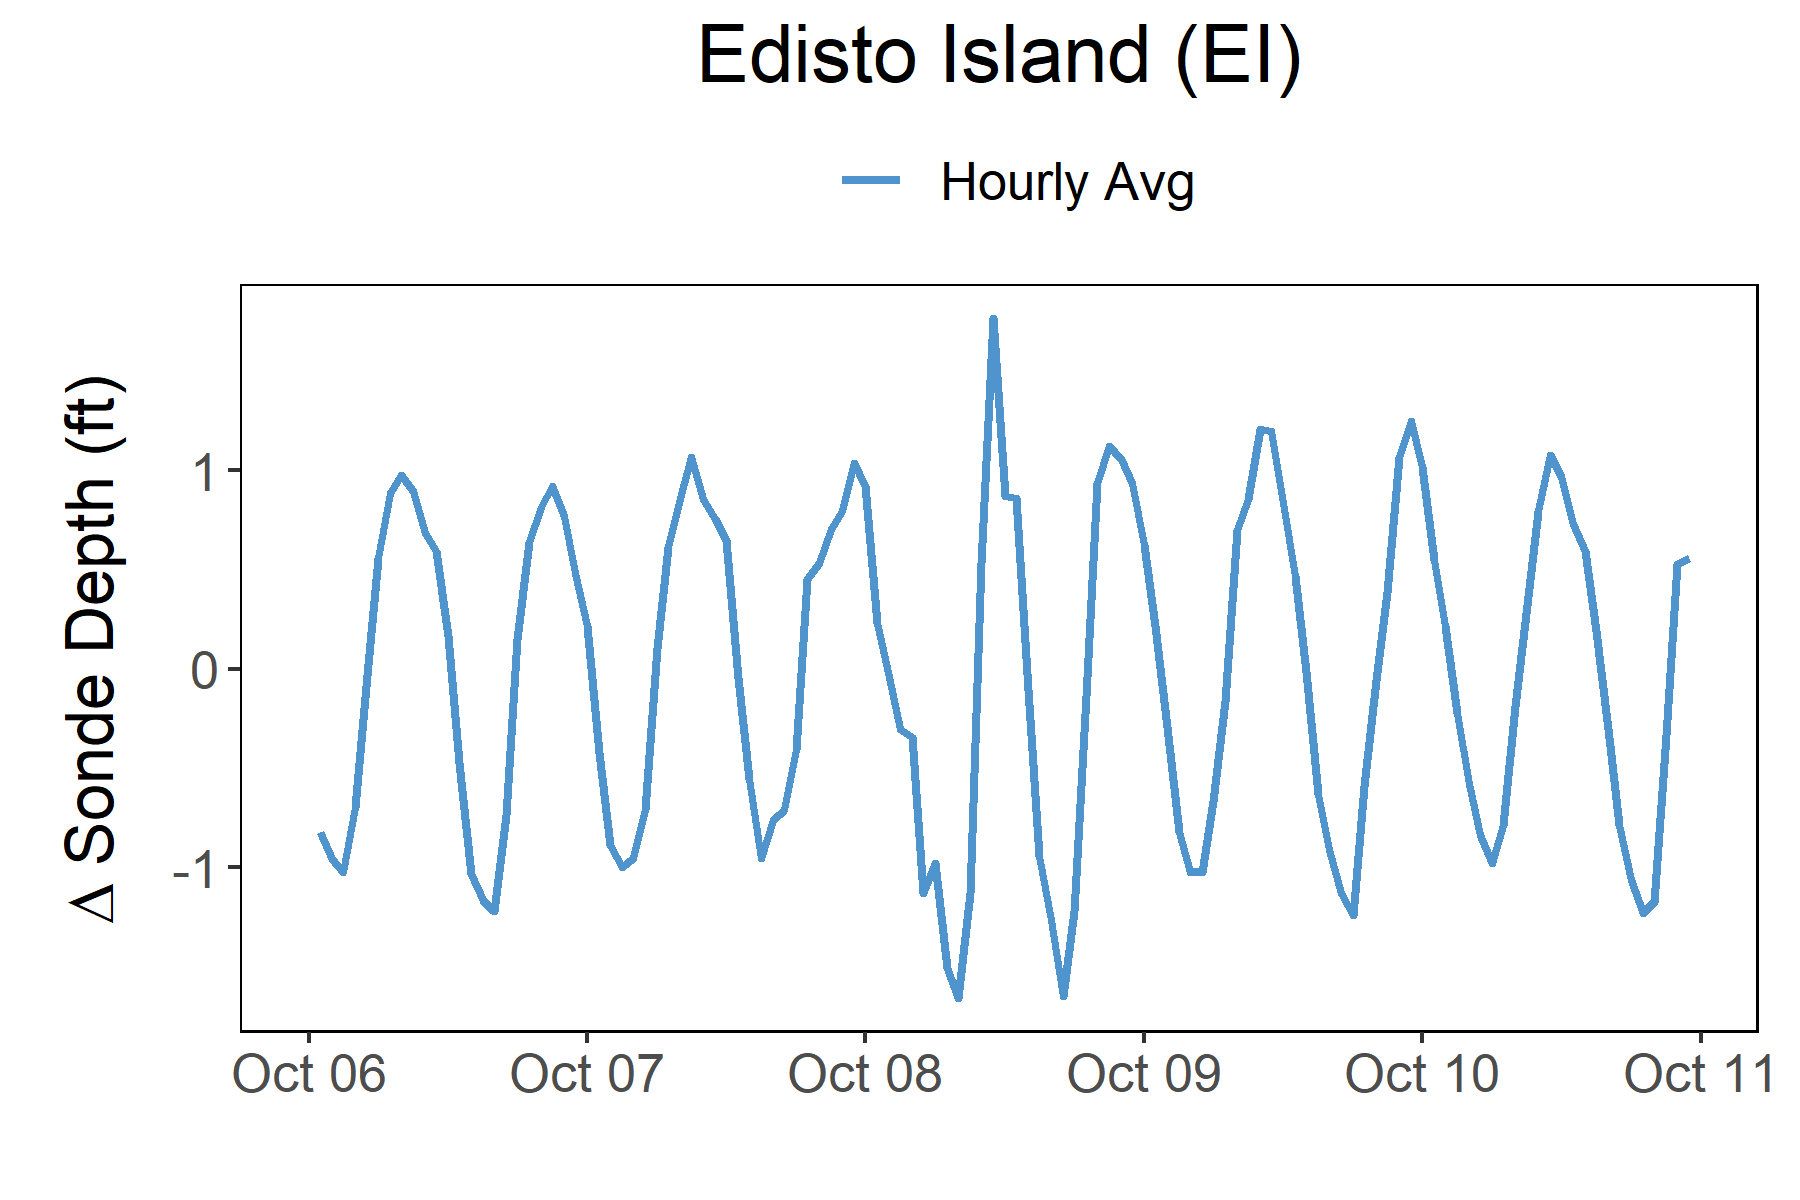 Edisto Island (EI)
Hourly Avg
Δ Sonde Depth (ft)
1
0
-1
Oct 06
Oct 07
Oct 08
Oct 09
Oct 10
Oct 11